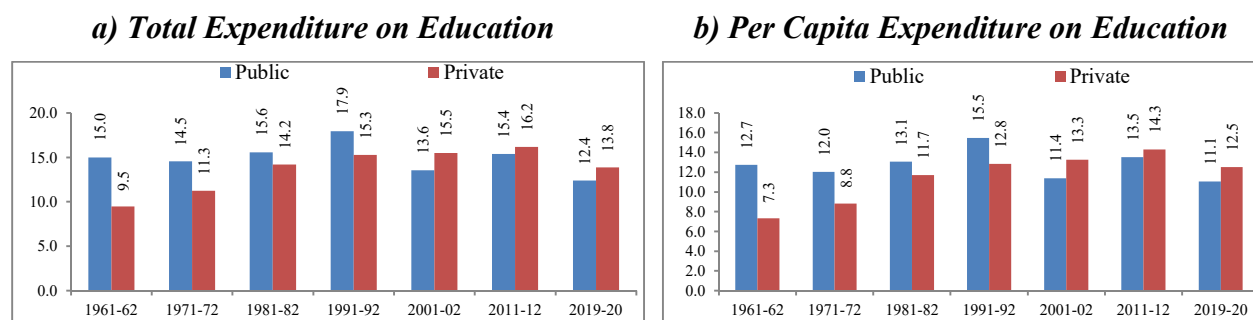 a) Total Expenditure on Education
Public Private
20.0
15.0
10.0
5.0
0.0
15.0 9.5 14.5 11.3 15.6 14.2 17.9 15.3 13.6 15.5 15.4 16.2 12.4 13.8
1961-62 1971-72 1981-82 1991-92 2001-02 2011-12 2019-20
b) Per Capita Expenditure on Education
Public Private
18.0
16.0
14.0
12.0
10.0
8.0
6.0
4.0
2.0
0.0
12.7 7.3 12.0 8.8 13.1 11.7 15.5 12.8 11.4 13.3 13.5 14.3 11.1 12.5
1961-62 1971-72 1981-82 1991-92 2001-02 2011-12 2019-20